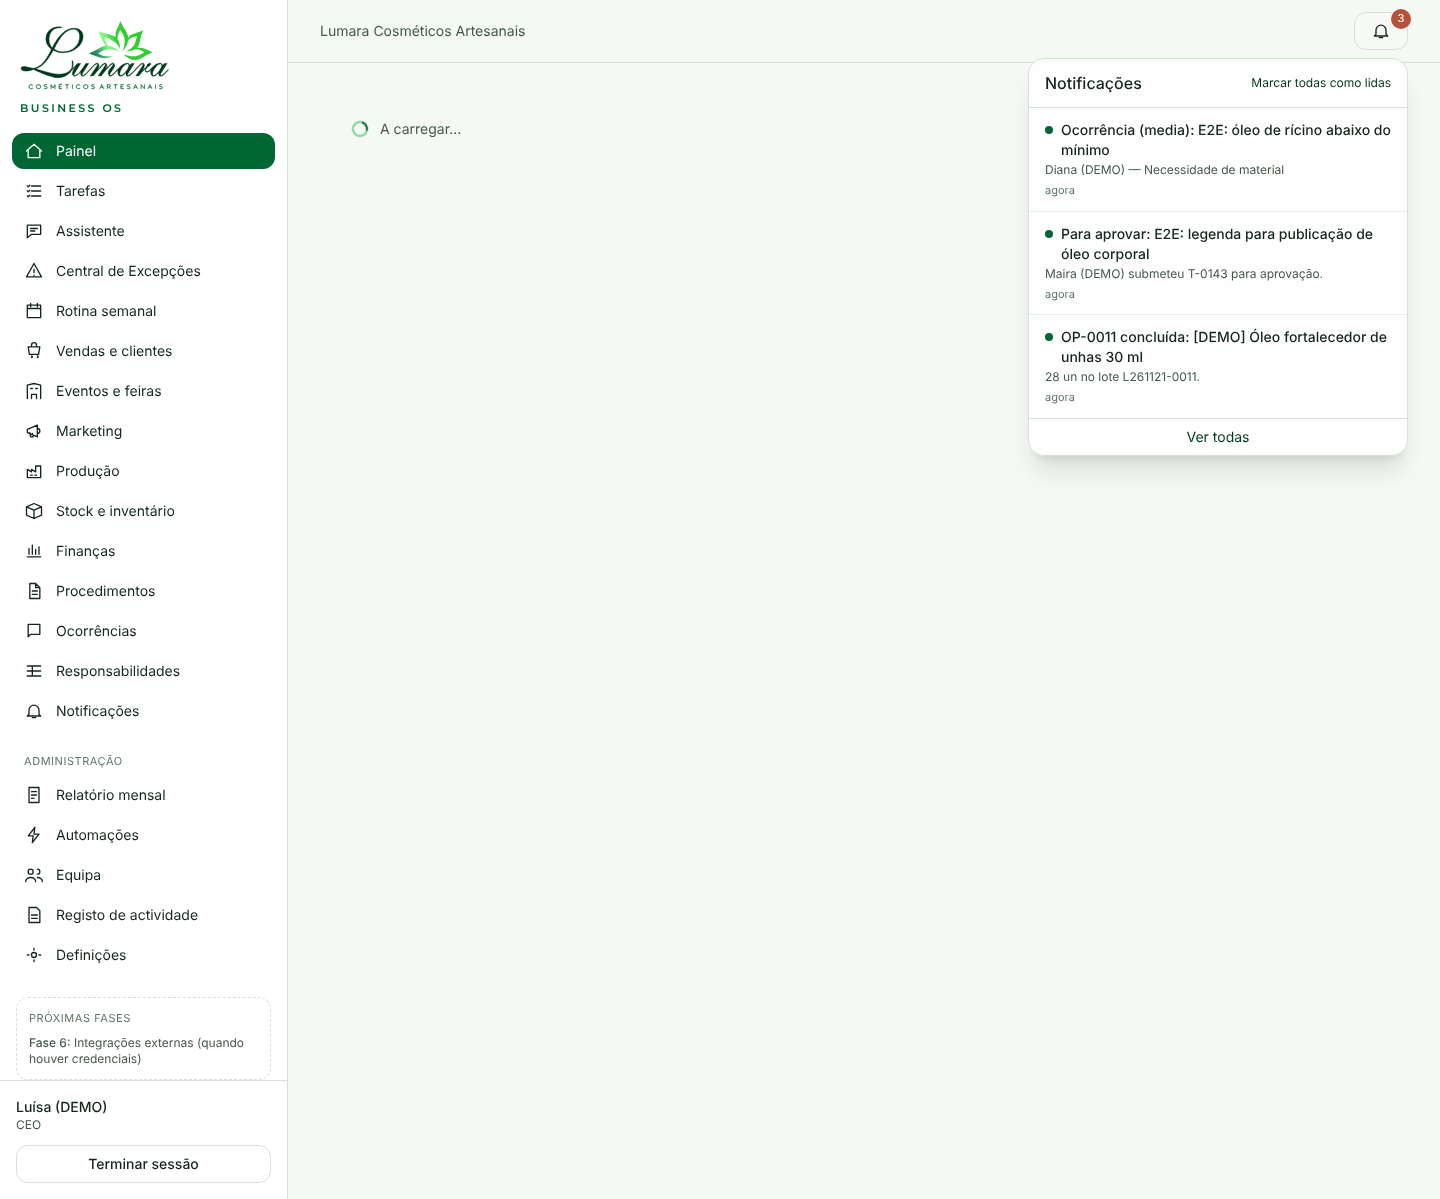 Lumara
COSMÉTICOS ARTESANAIS
BUSINESS OS
Painel
Tarefas
Assistente
Central de Excepções
Rotina semanal
Vendas e clientes
Eventos e feiras
Marketing
Produção
Stock e inventário
Finanças
Procedimentos
Ocorrências
Responsabilidades
Notificações
ADMINISTRAÇÃO
Relatório mensal
Automações
Equipa
Registo de actividade
Definições
PRÓXIMAS FASES
Fase 6: Integrações externas (quando
houver credenciais)
Luísa (DEMO)
CEO
Terminar sessão
Lumara Cosméticos Artesanais
3
A carregar...
Notificações
Marcar todas como lidas
Ocorrência (media): E2E: óleo de rícino abaixo do
mínimo
Diana (DEMO) — Necessidade de material
agora
Para aprovar: E2E: legenda para publicação de
óleo corporal
Maira (DEMO) submeteu T-0143 para aprovação.
agora
OP-0011 concluída: [DEMO] Óleo fortalecedor de
unhas 30 ml
28 un no lote L261121-0011.
agora
Ver todas